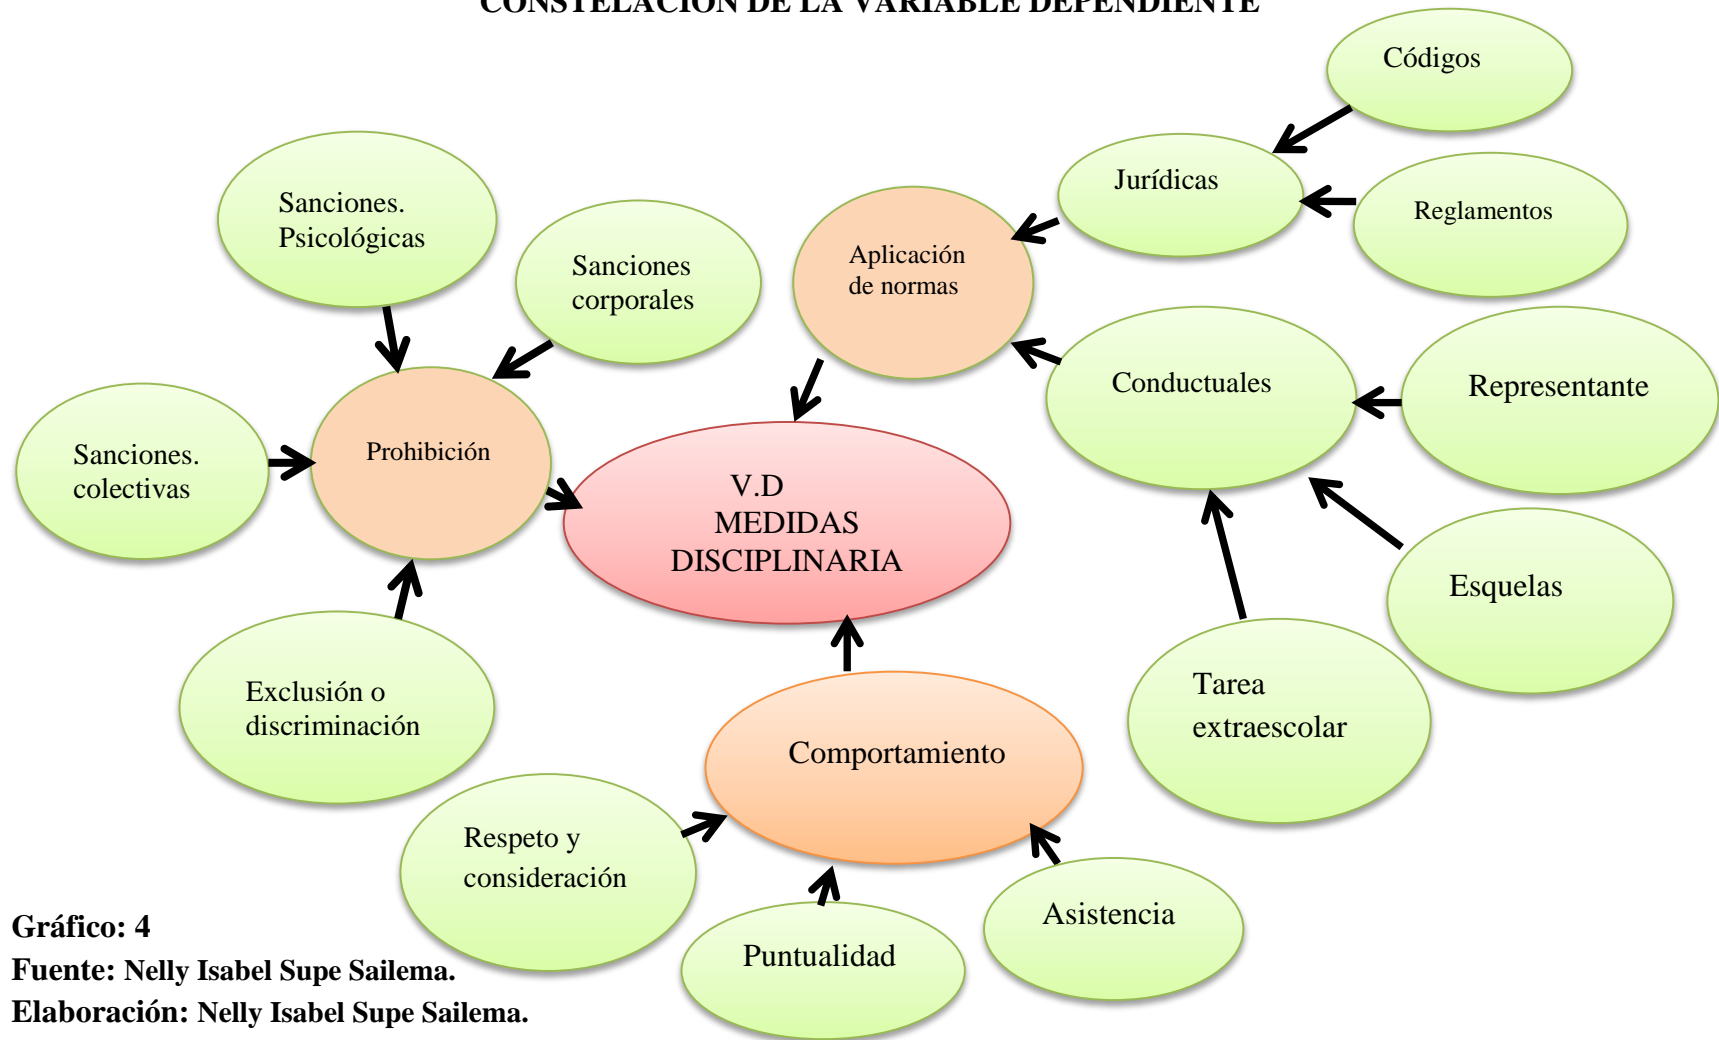 CONSTELACIÓN DE LA VARIABLE DEPENDIENTE
Códigos
Jurídicas
Reglamentos
Sanciones.
Psicológicas
Sanciones
corporales
Aplicación
de normas
Conductuales
Representante
Sanciones.
colectivas
Prohibición
V.D
MEDIDAS
DISCIPLINARIA
Esquelas
Exclusión o
discriminación
Tarea
extraescolar
Comportamiento
Respeto y
consideración
Puntualidad
Asistencia
Gráfico: 4
Fuente: Nelly Isabel Supe Sailema.
Elaboración: Nelly Isabel Supe Sailema.